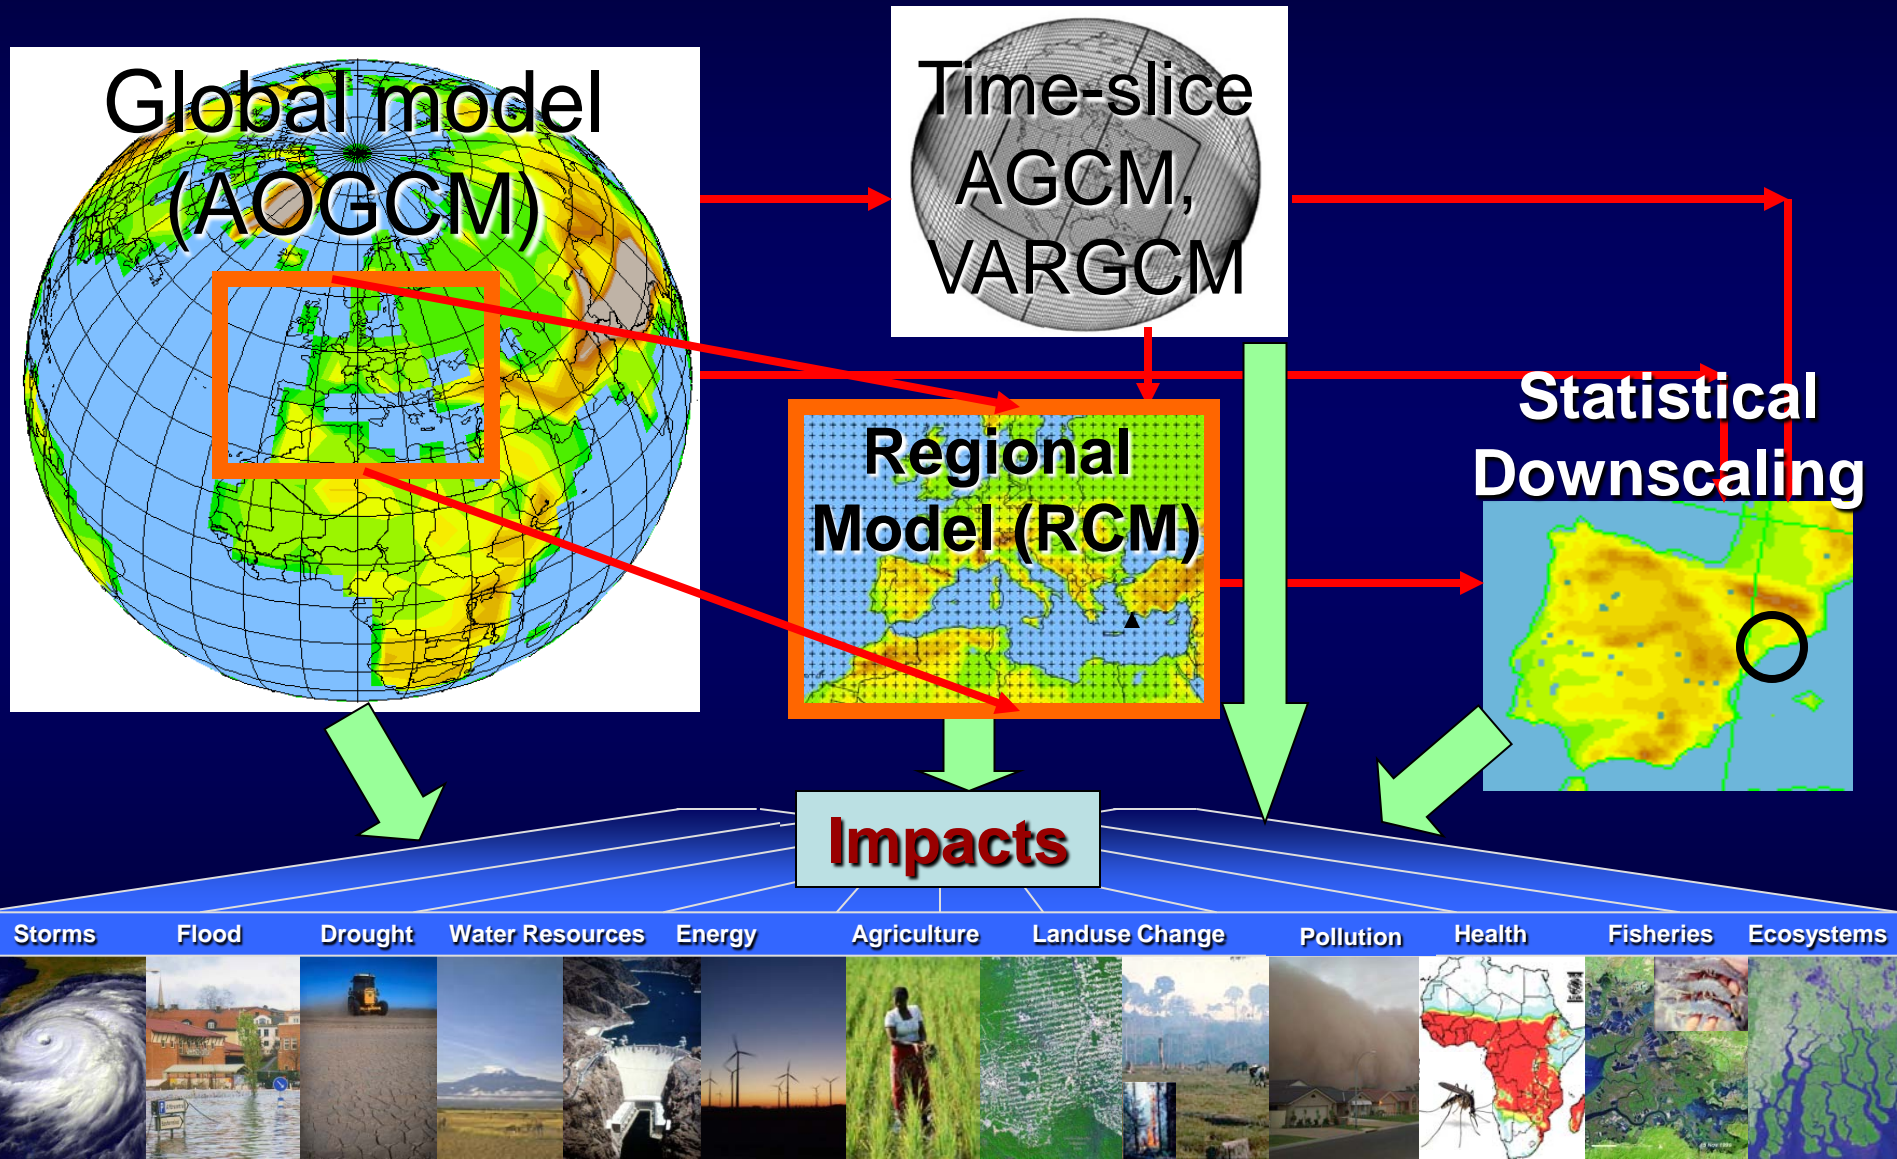 Global model
(AOGCM)
Time-slice
AGCM,
VARGCM
Regional
Model (RCM)
Statistical
Downscaling
Impacts
Storms
Flood
Drought
Water Resources
Energy
Agriculture
Landuse Change
Pollution
Health
Fisheries
Ecosystems